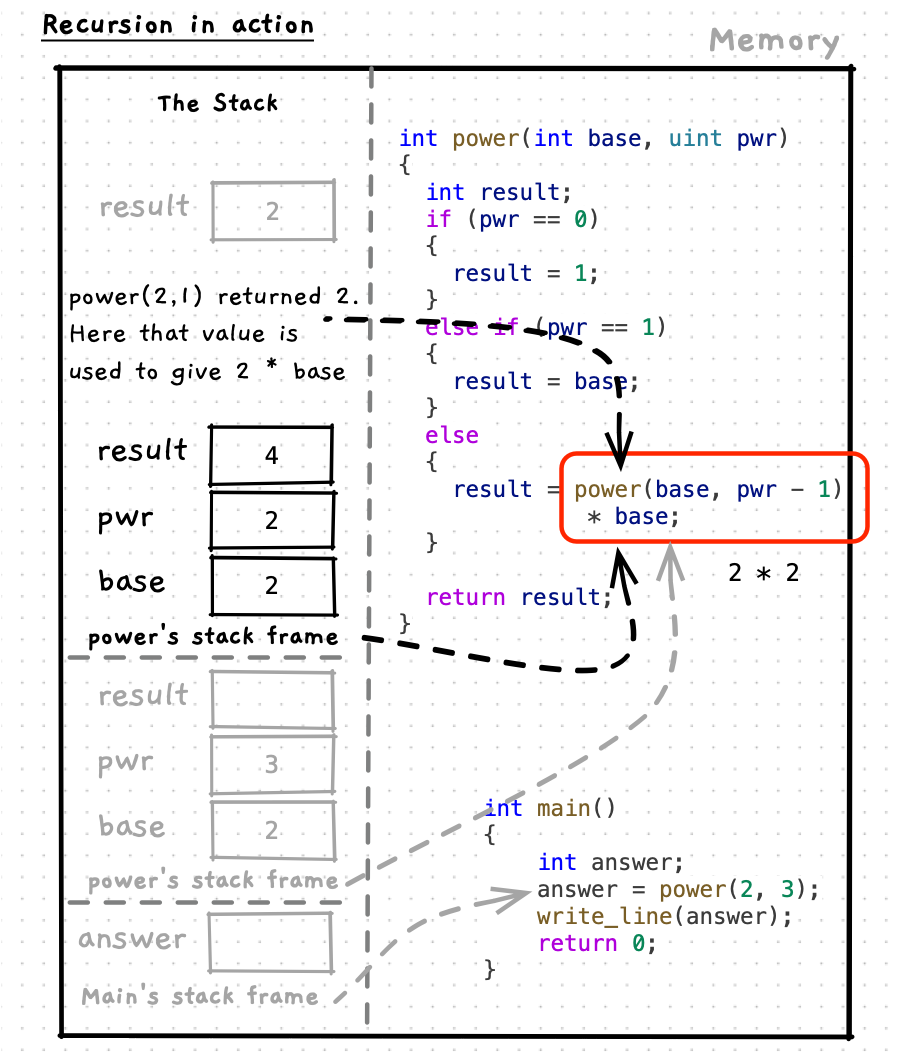 Recursion in action
Memory
The Stack
result 2
power(2,1) returned 2.
Here that value is
used to give 2 * base
result 4
pwr 2
base 2
power's stack frame
result
pwr 3
base 2
power's stack frame
answer
Main's stack frame
int power(int base, uint pwr)
{
int result;
if (pwr == 0)
{
result = 1;
}
else if (pwr == 1)
{
result = base;
}
else
{
result = power(base, pwr - 1)
* base;
}
2 * 2
return result;
}
int main()
{
int answer;
answer = power(2, 3);
write_line(answer);
return 0;
}